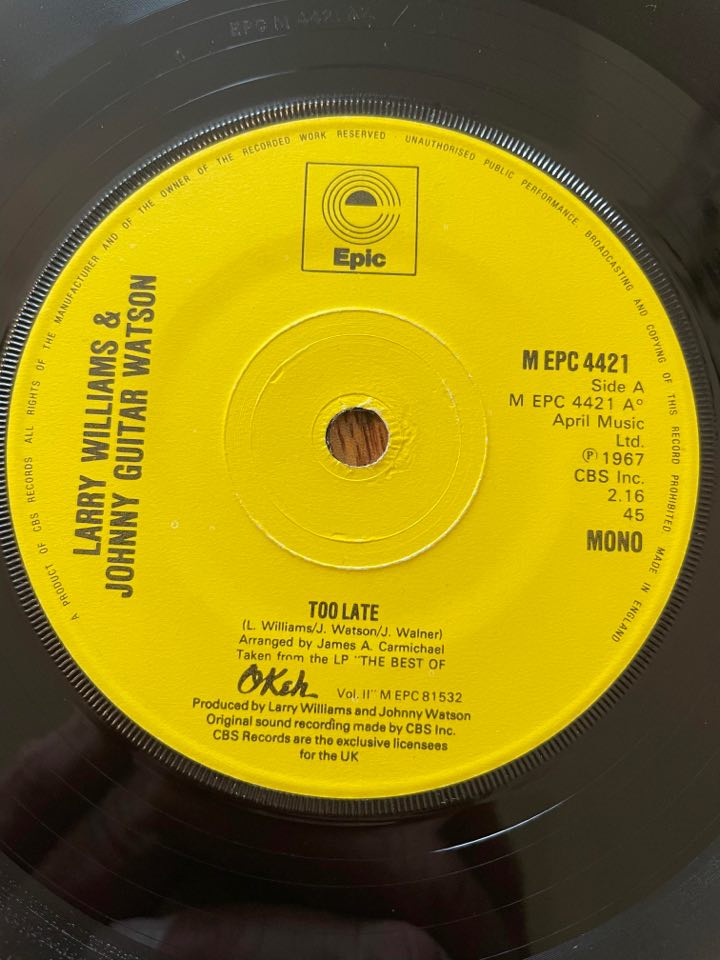 EPC M 4421 A
A PRODUCT OF CBS RECORDS ALL RIGHTS OF THE MANUFACTURER AND OF THE OWNER OF THE RECORDED WORK RESERVED UNAUTHORISED PUBLIC PERFORMANCE BROADCASTING AND COPYING OF THIS RECORD PROHIBITED MADE IN ENGLAND
Epic
LARRY WILLIAMS &
JOHNNY GUITAR WATSON
M EPC 4421
Side A
M EPC 4421 A°
April Music
Ltd.
℗ 1967
CBS Inc.
2.16
45
MONO
TOO LATE
(L. Williams/J. Watson/J. Walner)
Arranged by James A. Carmichael
Taken from the LP "THE BEST OF
OKeh Vol. II" M EPC 81532
Produced by Larry Williams and Johnny Watson
Original sound recording made by CBS Inc.
CBS Records are the exclusive licensees
for the UK